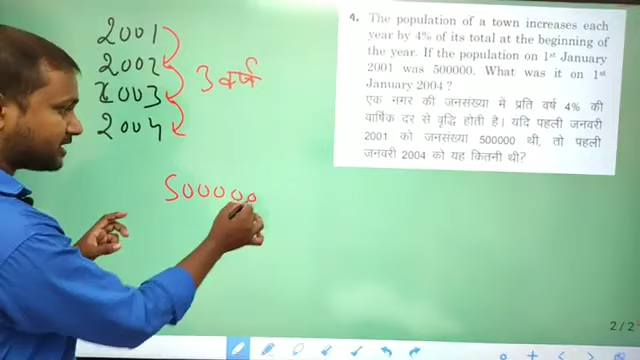 2001
2002
2003
2004
3 वर्ष
500000
4. The population of a town increases each
year by 4% of its total at the beginning of
the year. If the population on 1st January
2001 was 500000. What was it on 1st
January 2004 ?
एक नगर की जनसंख्या में प्रति वर्ष 4% की
वार्षिक दर से वृद्धि होती है। यदि पहली जनवरी
2001 को जनसंख्या 500000 थी, तो पहली
जनवरी 2004 को यह कितनी थी?
2 / 2